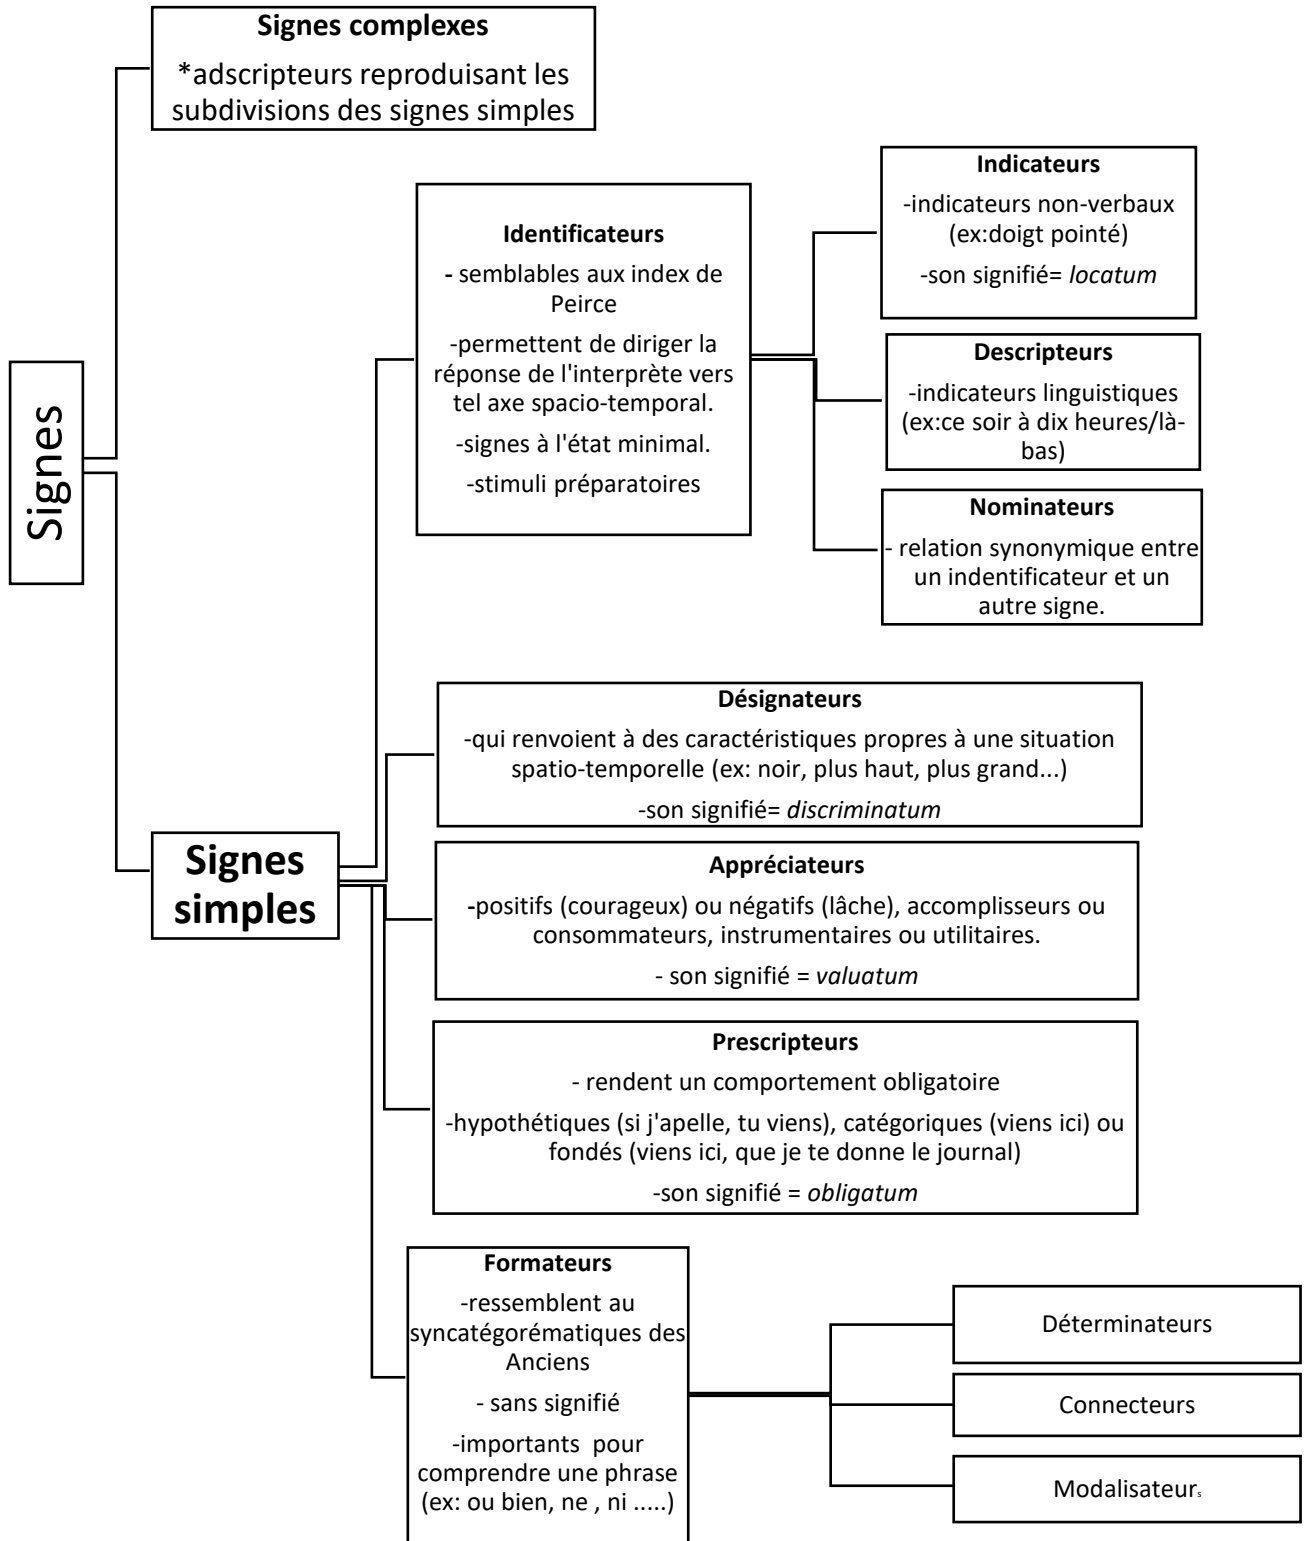 Signes complexes
*adscripteurs reproduisant les
subdivisions des signes simples
Signes
Signes
simples
Identificateurs
- semblables aux index de
Peirce
-permettent de diriger la
réponse de l'interprète vers
tel axe spacio-temporal.
-signes à l'état minimal.
-stimuli préparatoires
Indicateurs
-indicateurs non-verbaux
(ex:doigt pointé)
-son signifié= locatum
Descripteurs
-indicateurs linguistiques
(ex:ce soir à dix heures/là-
bas)
Nominateurs
- relation synonymique entre
un indentificateur et un
autre signe.
Désignateurs
-qui renvoient à des caractéristiques propres à une situation
spatio-temporelle (ex: noir, plus haut, plus grand...)
-son signifié= discriminatum
Appréciateurs
-positifs (courageux) ou négatifs (lâche), accomplisseurs ou
consommateurs, instrumentaires ou utilitaires.
- son signifié = valuatum
Prescripteurs
- rendent un comportement obligatoire
-hypothétiques (si j'apelle, tu viens), catégoriques (viens ici) ou
fondés (viens ici, que je te donne le journal)
-son signifié = obligatum
Formateurs
-ressemblent au
syncatégorématiques des
Anciens
- sans signifié
-importants pour
comprendre une phrase
(ex: ou bien, ne , ni .....)
Déterminateurs
Connecteurs
Modalisateurs